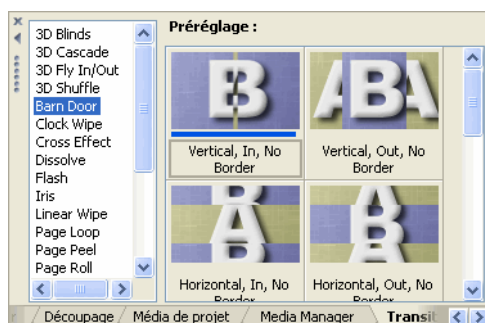 3D Blinds
3D Cascade
3D Fly In/Out
3D Shuffle
Barn Door
Clock Wipe
Cross Effect
Dissolve
Flash
Iris
Linear Wipe
Page Loop
Page Peel
Page Roll
Préréglage :
B
ABA
Vertical, In, No
Border
Vertical, Out, No
Border
B
A
B
B
A
B
Horizontal, In, No
Border
Horizontal, Out, No
Border
Découpage
Média de projet
Media Manager
Transit